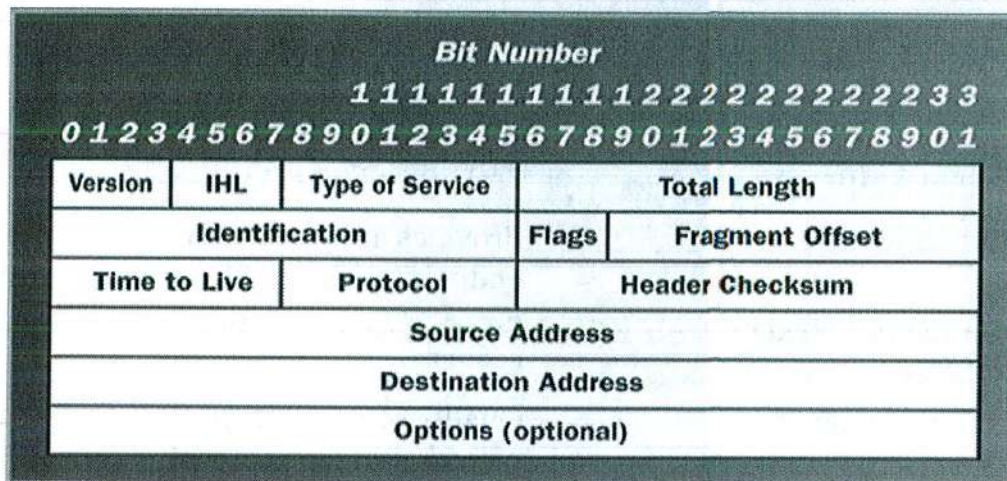 Bit Number
1 1 1 1 1 1 1 1 1 1 2 2 2 2 2 2 2 2 2 2 3 3
0 1 2 3 4 5 6 7 8 9 0 1 2 3 4 5 6 7 8 9 0 1 2 3 4 5 6 7 8 9 0 1
Version IHL Type of Service Total Length
Identification Flags Fragment Offset
Time to Live Protocol Header Checksum
Source Address
Destination Address
Options (optional)